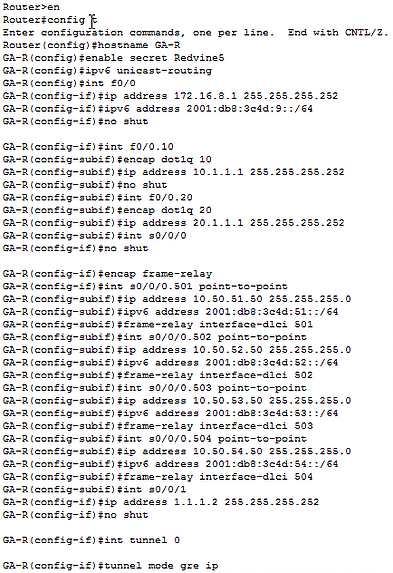 Router>en
Router#config t
Enter configuration commands, one per line.  End with CNTL/Z.
Router(config)#hostname GA-R
GA-R(config)#enable secret Redvine5
GA-R(config)#ipv6 unicast-routing
GA-R(config)#int f0/0
GA-R(config-if)#ip address 172.16.8.1 255.255.255.252
GA-R(config-if)#ipv6 address 2001:db8:3c4d:9::/64
GA-R(config-if)#no shut
GA-R(config-if)#int f0/0.10
GA-R(config-subif)#encap dot1q 10
GA-R(config-subif)#ip address 10.1.1.1 255.255.255.252
GA-R(config-subif)#no shut
GA-R(config-subif)#int f0/0.20
GA-R(config-subif)#encap dot1q 20
GA-R(config-subif)#ip address 20.1.1.1 255.255.255.252
GA-R(config-subif)#int s0/0/0
GA-R(config-if)#no shut
GA-R(config-if)#encap frame-relay
GA-R(config-if)#int s0/0/0.501 point-to-point
GA-R(config-subif)#ip address 10.50.51.50 255.255.255.0
GA-R(config-subif)#ipv6 address 2001:db8:3c4d:51::/64
GA-R(config-subif)#frame-relay interface-dlci 501
GA-R(config-subif)#int s0/0/0.502 point-to-point
GA-R(config-subif)#ip address 10.50.52.50 255.255.255.0
GA-R(config-subif)#ipv6 address 2001:db8:3c4d:52::/64
GA-R(config-subif)#frame-relay interface-dlci 502
GA-R(config-subif)#int s0/0/0.503 point-to-point
GA-R(config-subif)#ip address 10.50.53.50 255.255.255.0
GA-R(config-subif)#ipv6 address 2001:db8:3c4d:53::/64
GA-R(config-subif)#frame-relay interface-dlci 503
GA-R(config-subif)#int s0/0/0.504 point-to-point
GA-R(config-subif)#ip address 10.50.54.50 255.255.255.0
GA-R(config-subif)#ipv6 address 2001:db8:3c4d:54::/64
GA-R(config-subif)#frame-relay interface-dlci 504
GA-R(config-subif)#int s0/0/1
GA-R(config-if)#ip address 1.1.1.2 255.255.255.252
GA-R(config-if)#no shut
GA-R(config-if)#int tunnel 0
GA-R(config-if)#tunnel mode gre ip